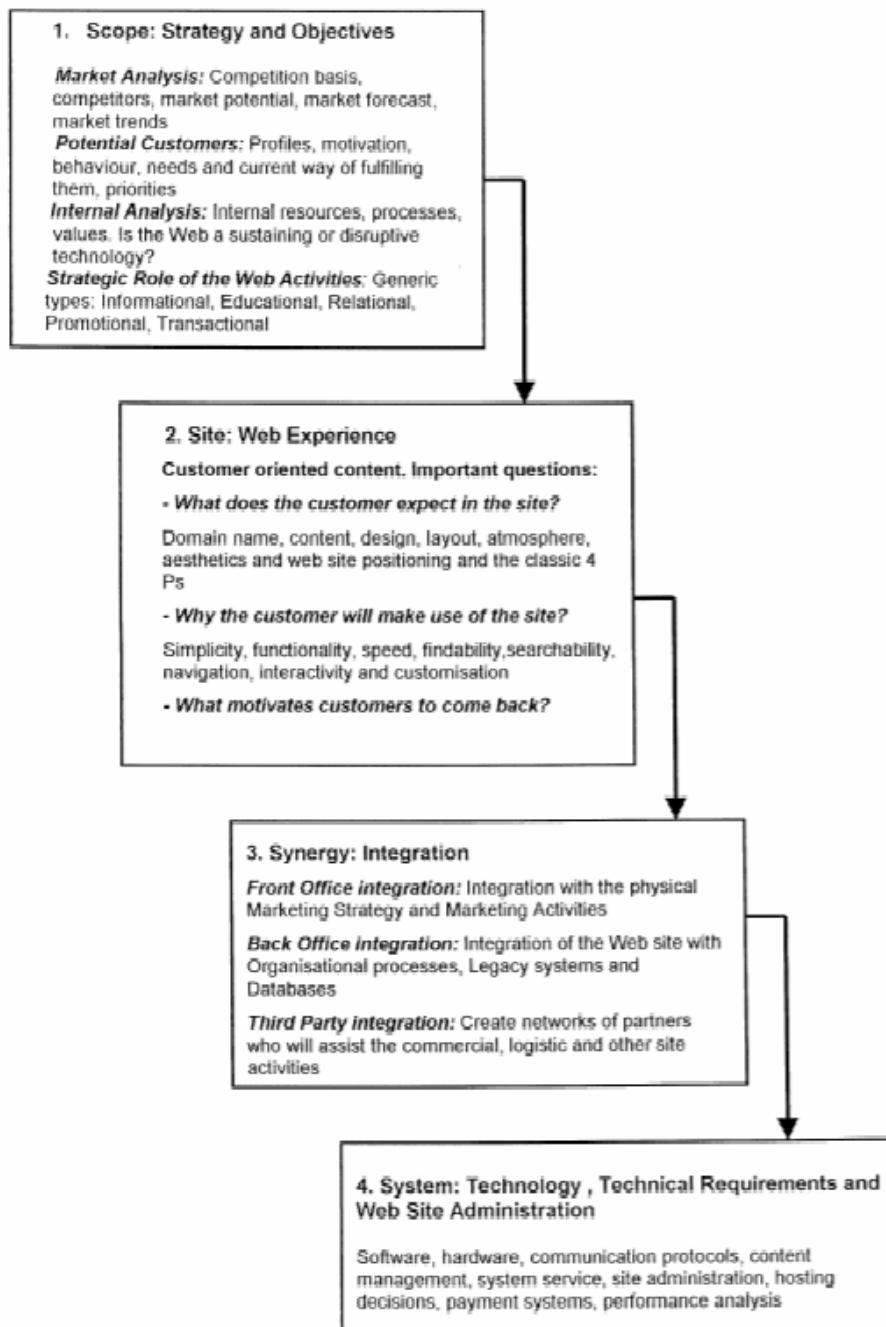 1. Scope: Strategy and Objectives
Market Analysis: Competition basis,
competitors, market potential, market forecast,
market trends
Potential Customers: Profiles, motivation,
behaviour, needs and current way of fulfilling
them, priorities
Internal Analysis: Internal resources, processes,
values. Is the Web a sustaining or disruptive
technology?
Strategic Role of the Web Activities: Generic
types: Informational, Educational, Relational,
Promotional, Transactional
2. Site: Web Experience
Customer oriented content. Important questions:
- What does the customer expect in the site?
Domain name, content, design, layout, atmosphere,
aesthetics and web site positioning and the classic 4
Ps
- Why the customer will make use of the site?
Simplicity, functionality, speed, findability,searchability,
navigation, interactivity and customisation
- What motivates customers to come back?
3. Synergy: Integration
Front Office integration: Integration with the physical
Marketing Strategy and Marketing Activities
Back Office integration: Integration of the Web site with
Organisational processes, Legacy systems and
Databases
Third Party integration: Create networks of partners
who will assist the commercial, logistic and other site
activities
4. System: Technology , Technical Requirements and
Web Site Administration
Software, hardware, communication protocols, content
management, system service, site administration, hosting
decisions, payment systems, performance analysis